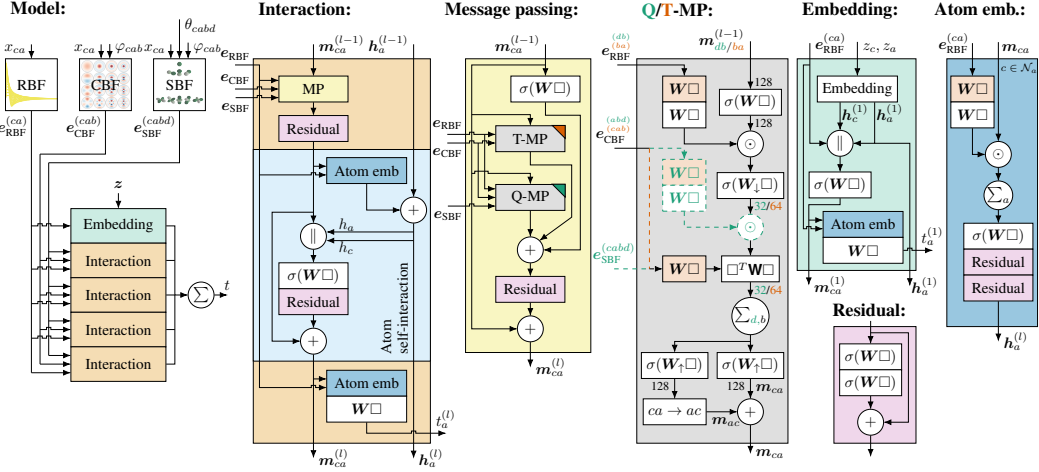 Model:
θ_cabd
x_ca
x_ca φ_cab
x_ca φ_cab
RBF
CBF
SBF
e_RBF^(ca)
e_CBF^(cab)
e_SBF^(cabd)
z
Embedding
Interaction
Interaction
Interaction
Interaction
∑
t
Interaction:
m_ca^(l−1)
h_a^(l−1)
e_RBF
e_CBF
e_SBF
MP
Residual
Atom emb
+
h_a
||
h_c
σ(W□)
Residual
+
Atom
self-interaction
Atom emb
W□
t_a^(l)
m_ca^(l)
h_a^(l)
Message passing:
m_ca^(l−1)
σ(W□)
e_RBF
e_CBF
T-MP
Q-MP
e_SBF
+
Residual
+
m_ca^(l)
Q/T-MP:
e_RBF^(db) (ba)
m_db/ba^(l−1)
128
W□
W□
σ(W□)
128
e_CBF^(abd) (cab)
⊙
W□
W□
σ(W↓□)
32/64
⊙
e_SBF^(cabd)
W□
□^T W□
32/64
∑_d,b
σ(W↑□)
σ(W↑□)
128
128
m_ca
ca → ac
m_ac
+
m_ca
Embedding:
e_RBF^(ca)
z_c, z_a
Embedding
h_c^(1)
h_a^(1)
||
σ(W□)
Atom emb
W□
t_a^(1)
m_ca^(1)
h_a^(1)
Residual:
σ(W□)
σ(W□)
+
Atom emb.:
e_RBF^(ca)
m_ca
c ∈ N_a
W□
W□
⊙
∑_a
σ(W□)
Residual
Residual
h_a^(l)